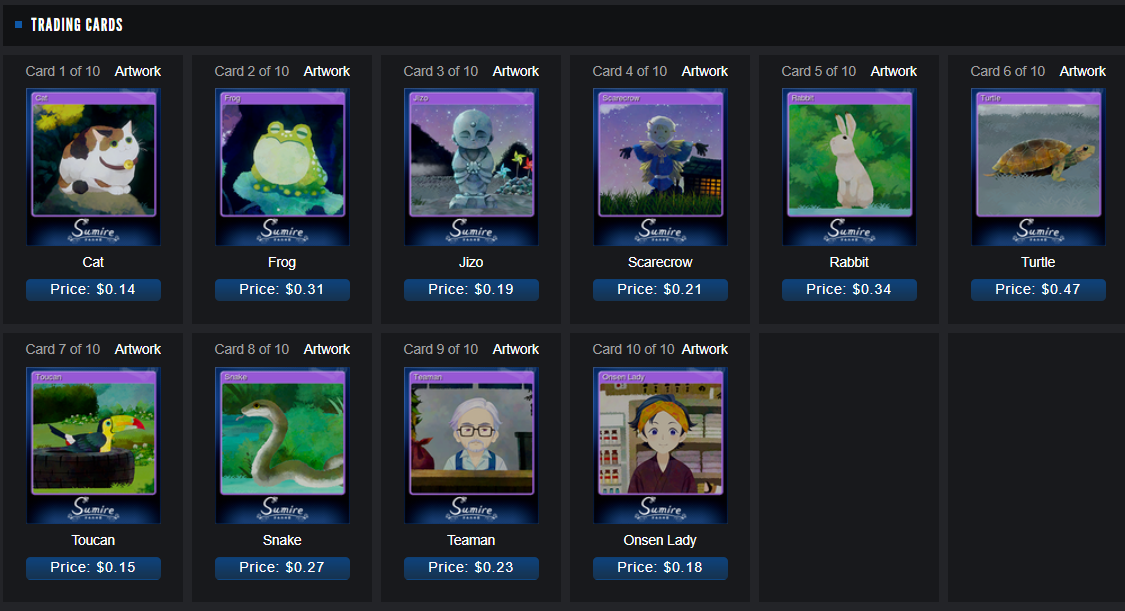 TRADING CARDS
Card 1 of 10 Artwork
Cat
Sumire
Cat
Price: $0.14
Card 2 of 10 Artwork
Frog
Sumire
Frog
Price: $0.31
Card 3 of 10 Artwork
Jizo
Sumire
Jizo
Price: $0.19
Card 4 of 10 Artwork
Scarecrow
Sumire
Scarecrow
Price: $0.21
Card 5 of 10 Artwork
Rabbit
Sumire
Rabbit
Price: $0.34
Card 6 of 10 Artwork
Turtle
Sumire
Turtle
Price: $0.47
Card 7 of 10 Artwork
Toucan
Sumire
Toucan
Price: $0.15
Card 8 of 10 Artwork
Snake
Sumire
Snake
Price: $0.27
Card 9 of 10 Artwork
Teaman
Sumire
Teaman
Price: $0.23
Card 10 of 10 Artwork
Onsen Lady
Sumire
Onsen Lady
Price: $0.18